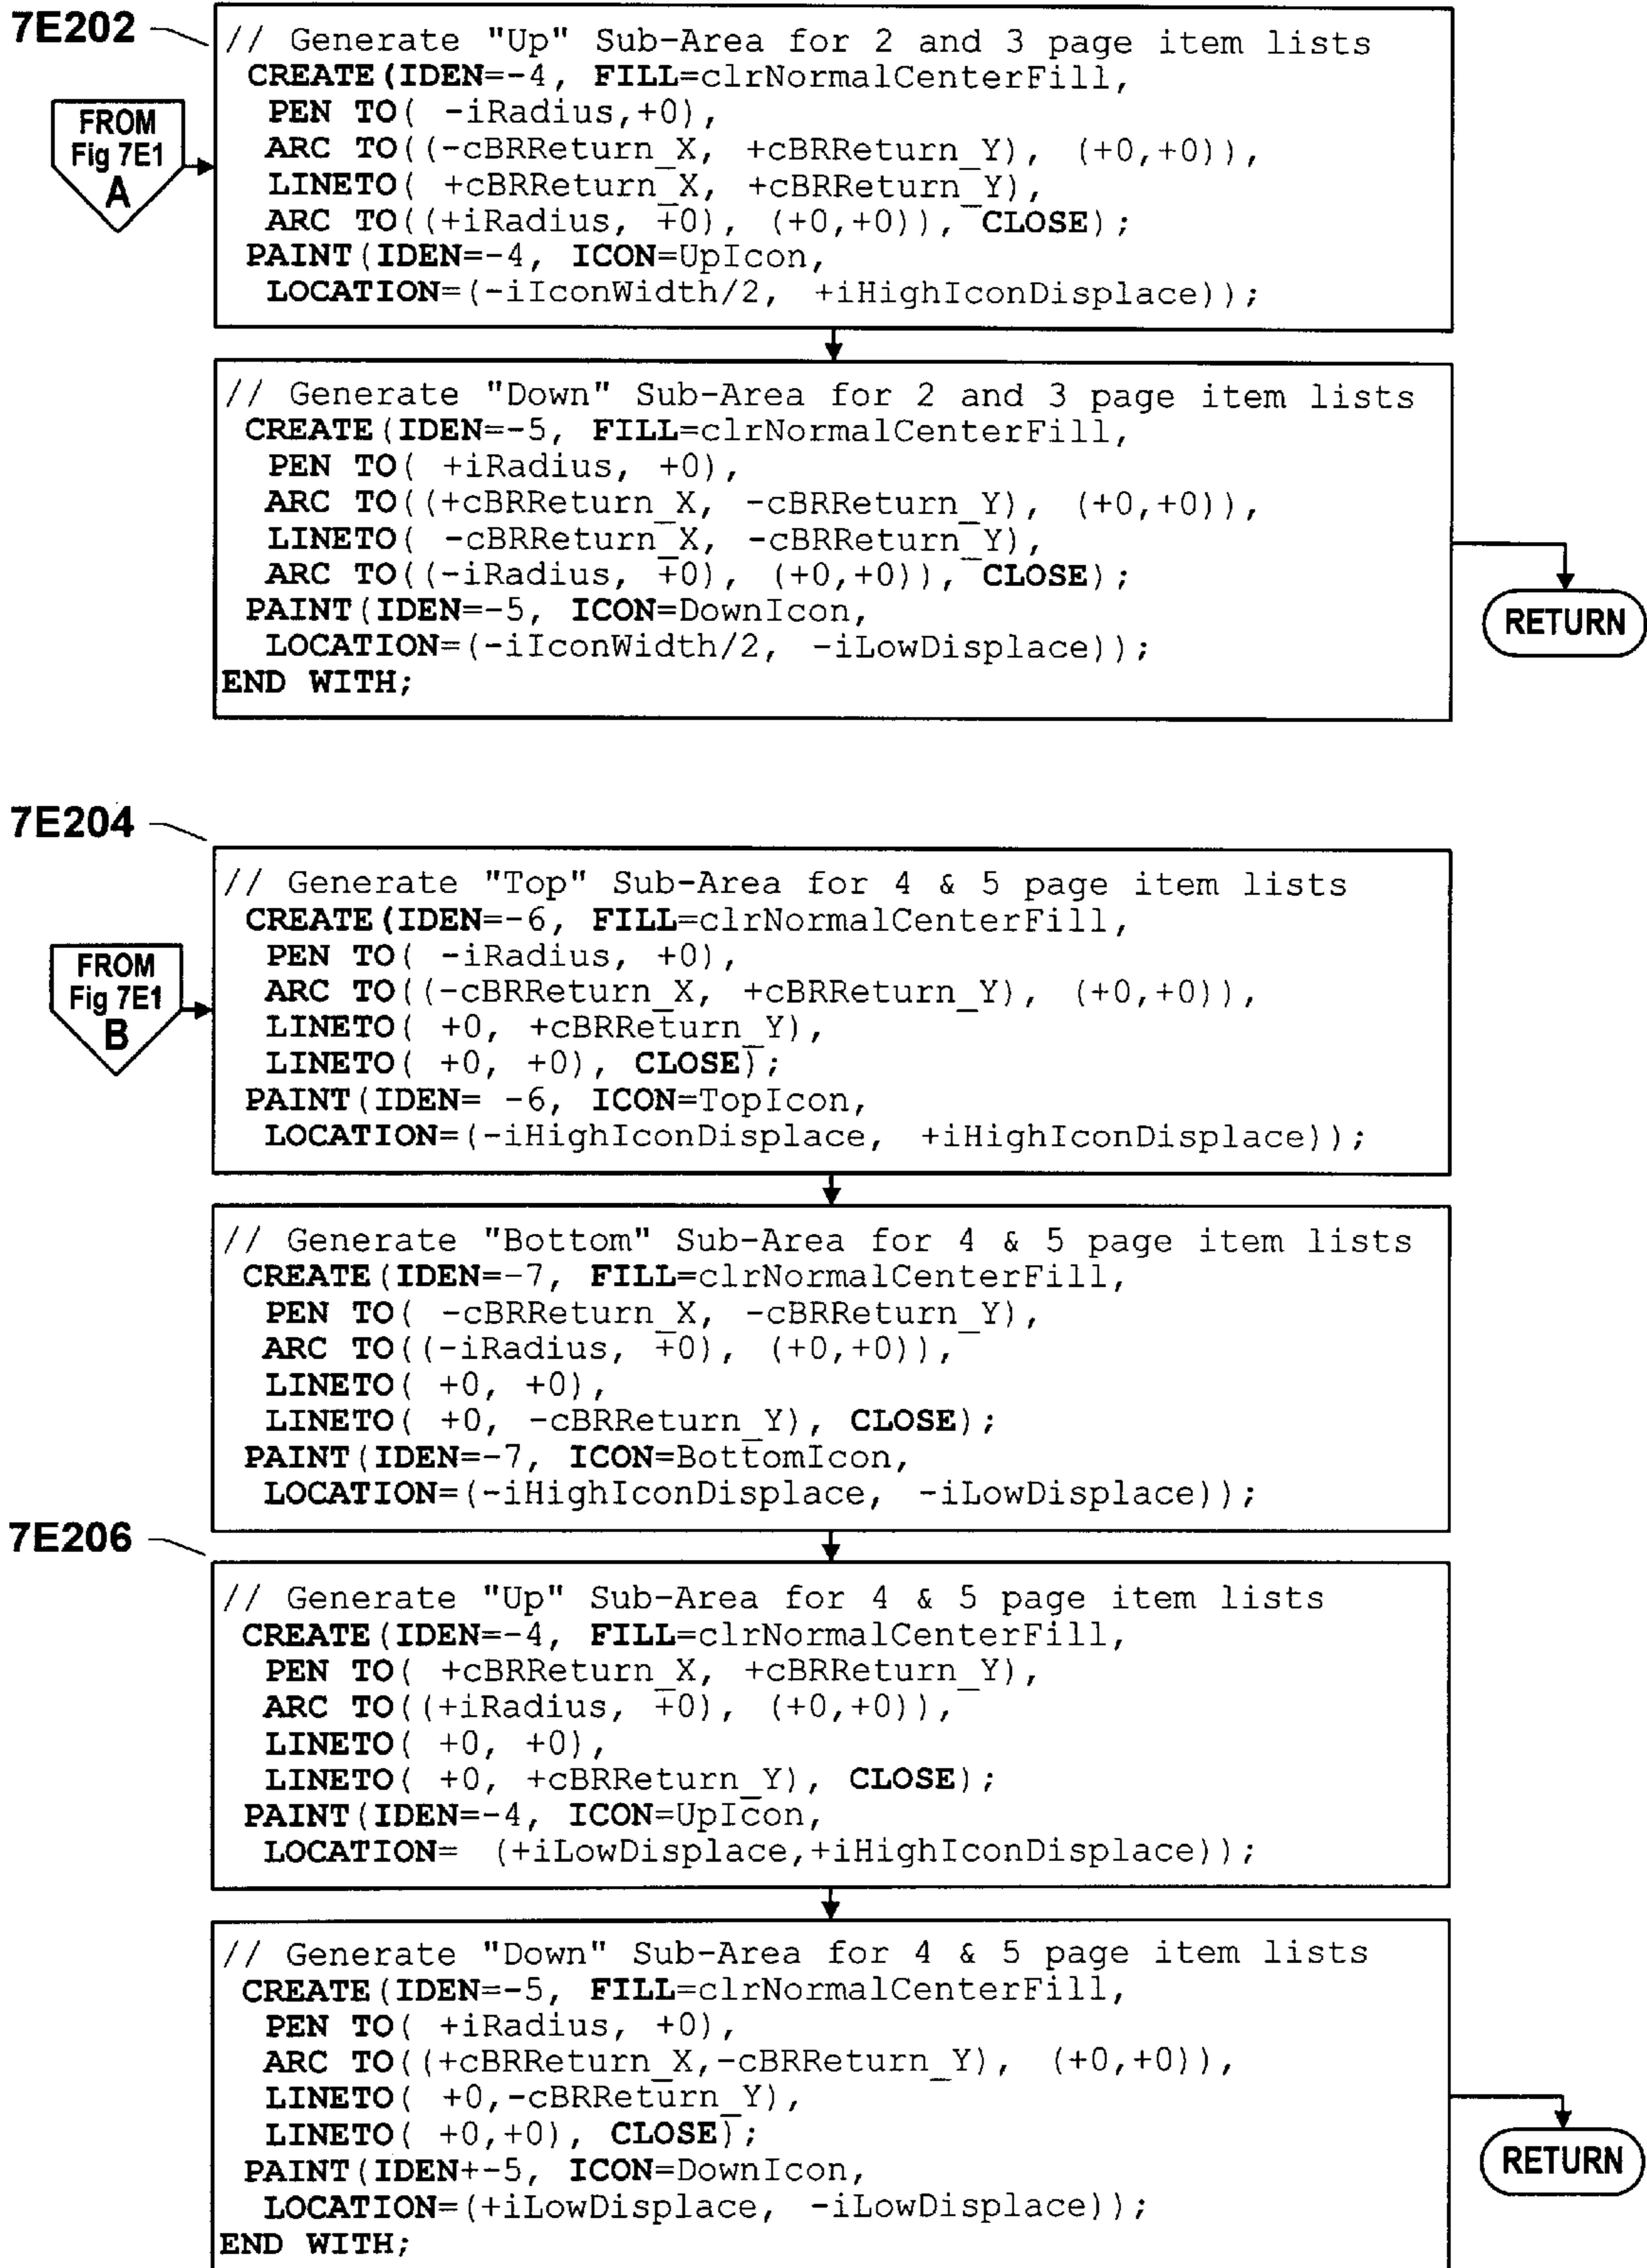 7E202
// Generate "Up" Sub-Area for 2 and 3 page item lists
CREATE(IDEN=-4, FILL=clrNormalCenterFill,
PEN TO( -iRadius,+0),
ARC TO((-cBRReturn_X, +cBRReturn_Y), (+0,+0)),
LINETO( +cBRReturn_X, +cBRReturn_Y),
ARC TO((+iRadius, +0), (+0,+0)), CLOSE);
PAINT(IDEN=-4, ICON=UpIcon,
LOCATION=(-iIconWidth/2, +iHighIconDisplace));
FROM
Fig 7E1
A
// Generate "Down" Sub-Area for 2 and 3 page item lists
CREATE(IDEN=-5, FILL=clrNormalCenterFill,
PEN TO( +iRadius, +0),
ARC TO((+cBRReturn_X, -cBRReturn_Y), (+0,+0)),
LINETO( -cBRReturn_X, -cBRReturn_Y),
ARC TO((-iRadius, +0), (+0,+0)), CLOSE);
PAINT(IDEN=-5, ICON=DownIcon,
LOCATION=(-iIconWidth/2, -iLowDisplace));
END WITH;
RETURN
7E204
// Generate "Top" Sub-Area for 4 & 5 page item lists
CREATE(IDEN=-6, FILL=clrNormalCenterFill,
PEN TO( -iRadius, +0),
ARC TO((-cBRReturn_X, +cBRReturn_Y), (+0,+0)),
LINETO( +0, +cBRReturn_Y),
LINETO( +0, +0), CLOSE);
PAINT(IDEN= -6, ICON=TopIcon,
LOCATION=(-iHighIconDisplace, +iHighIconDisplace));
FROM
Fig 7E1
B
// Generate "Bottom" Sub-Area for 4 & 5 page item lists
CREATE(IDEN=-7, FILL=clrNormalCenterFill,
PEN TO( -cBRReturn_X, -cBRReturn_Y),
ARC TO((-iRadius, +0), (+0,+0)),
LINETO( +0, +0),
LINETO( +0, -cBRReturn_Y), CLOSE);
PAINT(IDEN=-7, ICON=BottomIcon,
LOCATION=(-iHighIconDisplace, -iLowDisplace));
7E206
// Generate "Up" Sub-Area for 4 & 5 page item lists
CREATE(IDEN=-4, FILL=clrNormalCenterFill,
PEN TO( +cBRReturn_X, +cBRReturn_Y),
ARC TO((+iRadius, +0), (+0,+0)),
LINETO( +0, +0),
LINETO( +0, +cBRReturn_Y), CLOSE);
PAINT(IDEN=-4, ICON=UpIcon,
LOCATION= (+iLowDisplace,+iHighIconDisplace));
// Generate "Down" Sub-Area for 4 & 5 page item lists
CREATE(IDEN=-5, FILL=clrNormalCenterFill,
PEN TO( +iRadius, +0),
ARC TO((+cBRReturn_X,-cBRReturn_Y), (+0,+0)),
LINETO( +0,-cBRReturn_Y),
LINETO( +0,+0), CLOSE);
PAINT(IDEN+-5, ICON=DownIcon,
LOCATION=(+iLowDisplace, -iLowDisplace));
END WITH;
RETURN